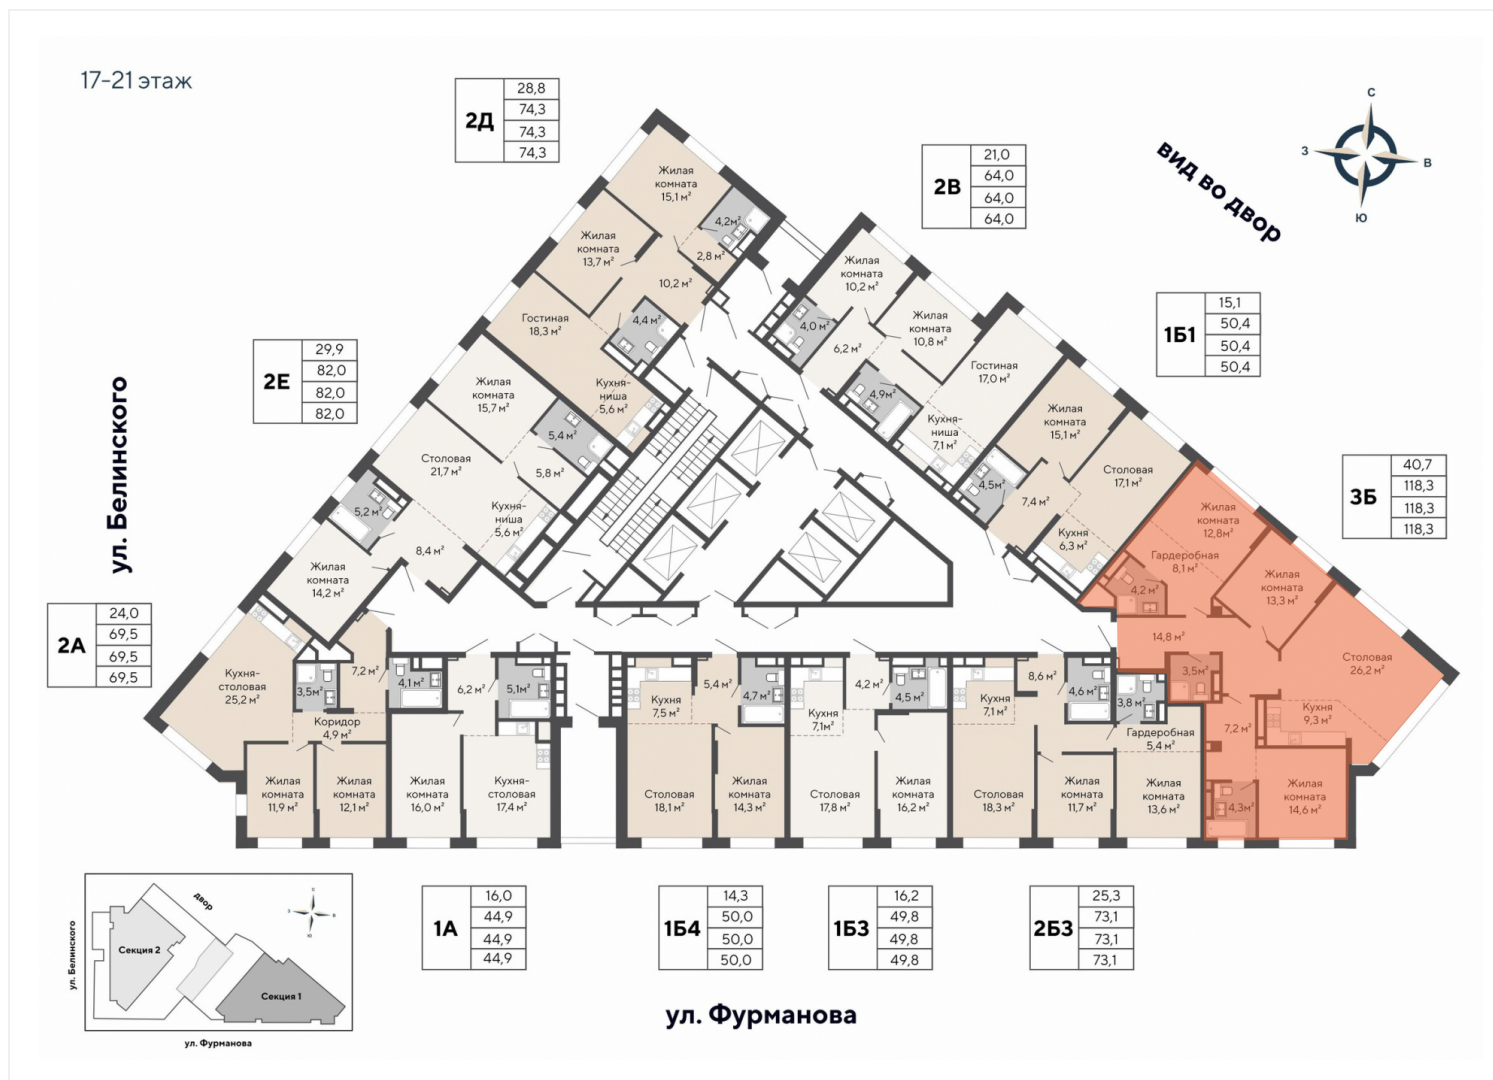 17-21 этаж
2Д
28,8
74,3
74,3
74,3
2В
21,0
64,0
64,0
64,0
С
З
В
Ю
вид во двор
1Б1
15,1
50,4
50,4
50,4
2Е
29,9
82,0
82,0
82,0
3Б
40,7
118,3
118,3
118,3
ул. Белинского
2А
24,0
69,5
69,5
69,5
Жилая
комната
15,1 м²
4,2м²
2,8 м²
Жилая
комната
13,7 м²
10,2 м²
Гостиная
18,3 м²
4,4 м²
Кухня-
ниша
5,6 м²
Жилая
комната
15,7 м²
5,4 м²
5,8 м²
Столовая
21,7 м²
Кухня-
ниша
5,6 м²
5,2 м²
8,4 м²
Жилая
комната
14,2 м²
Жилая
комната
10,2 м²
4,0 м²
6,2 м²
Жилая
комната
10,8 м²
4,9м²
Гостиная
17,0 м²
Кухня-
ниша
7,1 м²
Жилая
комната
15,1 м²
4,5м²
7,4 м²
Столовая
17,1 м²
Кухня
6,3 м²
Жилая
комната
12,8м²
Гардеробная
8,1 м²
4,2 м²
Жилая
комната
13,3 м²
14,8 м²
Столовая
26,2 м²
3,5м²
7,2 м²
Кухня
9,3 м²
4,3м²
Жилая
комната
14,6 м²
Кухня-
столовая
25,2 м²
3,5м²
7,2 м²
Коридор
4,9 м²
Жилая
комната
11,9 м²
Жилая
комната
12,1 м²
4,1 м²
6,2 м²
5,1м²
Жилая
комната
16,0 м²
Кухня-
столовая
17,4 м²
Кухня
7,5 м²
5,4 м²
4,7 м²
Столовая
18,1 м²
Жилая
комната
14,3 м²
Кухня
7,1м²
4,2 м²
4,5 м²
Столовая
17,8 м²
Жилая
комната
16,2 м²
Кухня
7,1 м²
8,6 м²
4,6 м²
Столовая
18,3 м²
Жилая
комната
11,7 м²
3,8 м²
Гардеробная
5,4 м²
Жилая
комната
13,6 м²
1А
16,0
44,9
44,9
44,9
1Б4
14,3
50,0
50,0
50,0
1Б3
16,2
49,8
49,8
49,8
2Б3
25,3
73,1
73,1
73,1
ул. Фурманова
двор
ул. Белинского
Секция 2
Секция 1
С
З
В
Ю
ул. Фурманова